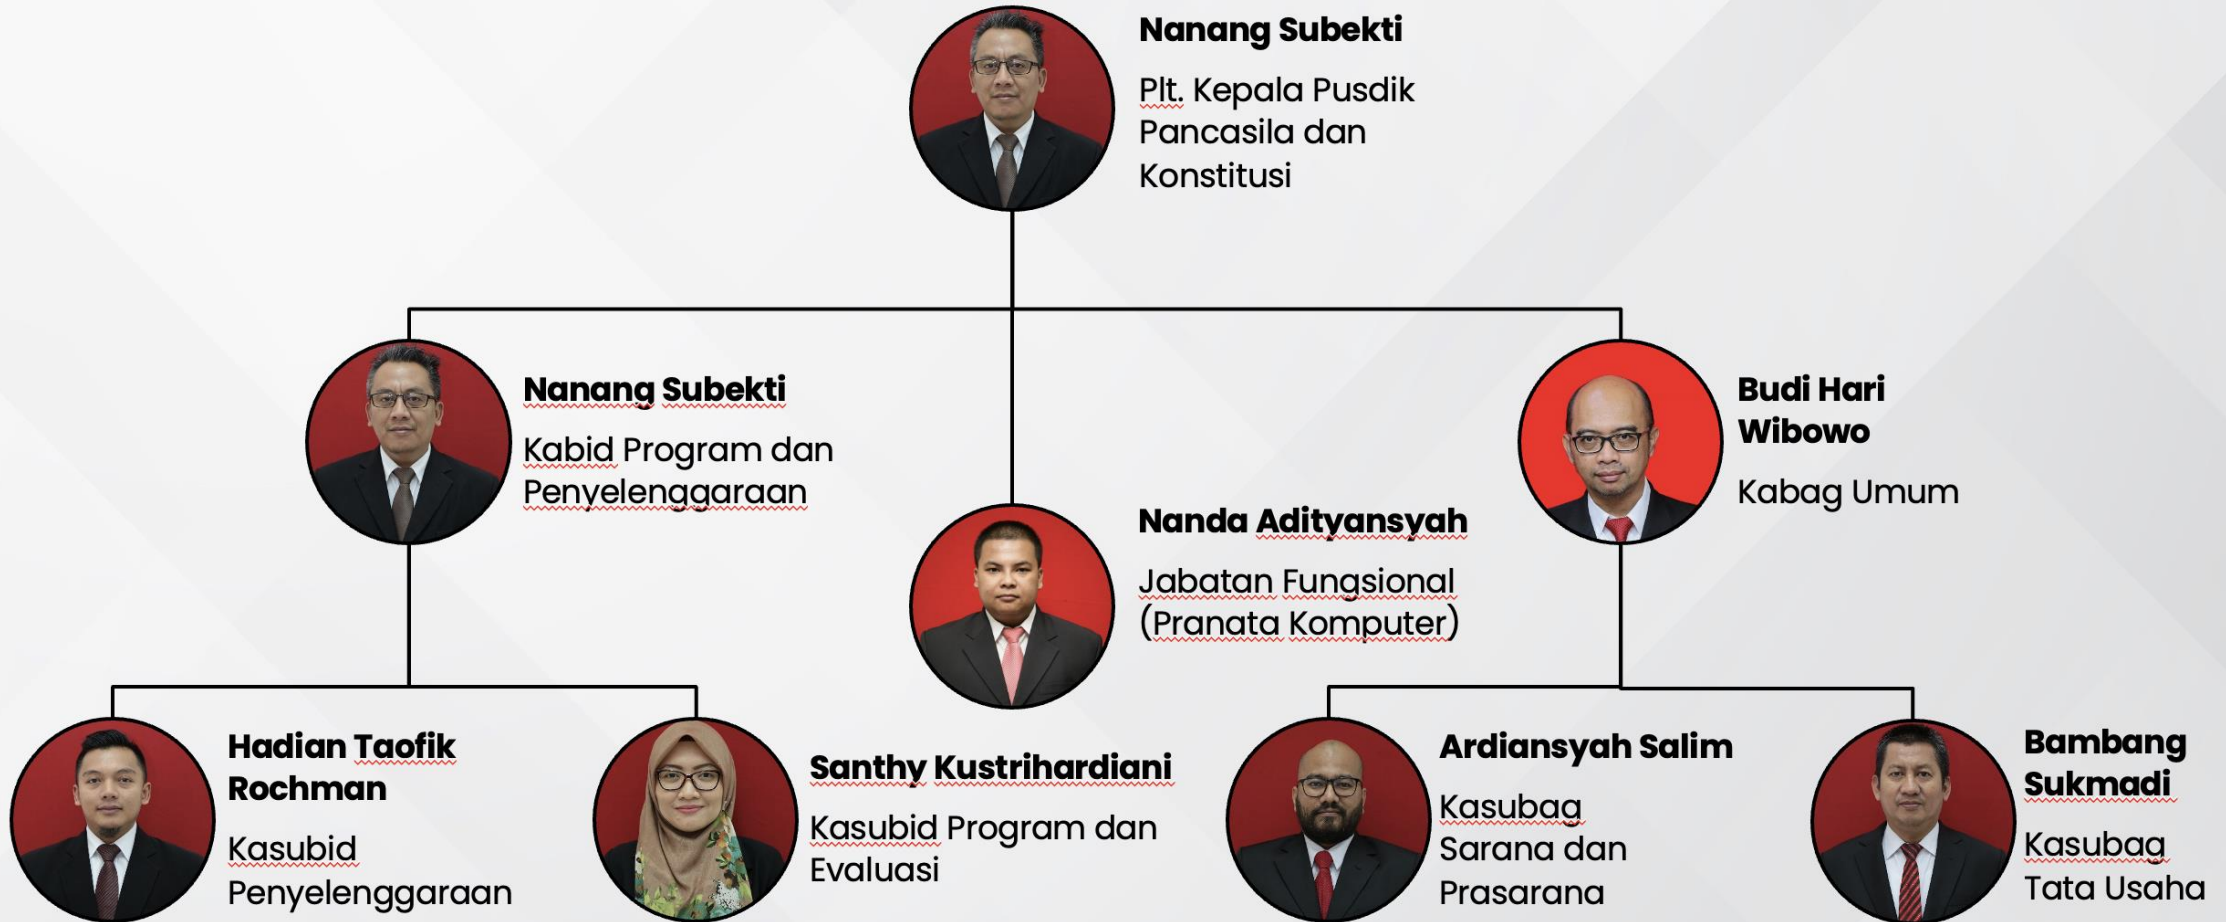 Nanang Subekti
Plt. Kepala Pusdik
Pancasila dan
Konstitusi
Nanang Subekti
Kabid Program dan
Penyelenggaraan
Budi Hari
Wibowo
Kabag Umum
Nanda Adityansyah
Jabatan Fungsional
(Pranata Komputer)
Hadian Taofik
Rochman
Kasubid
Penyelenggaraan
Santhy Kustrihardiani
Kasubid Program dan
Evaluasi
Ardiansyah Salim
Kasubag
Sarana dan
Prasarana
Bambang
Sukmadi
Kasubag
Tata Usaha